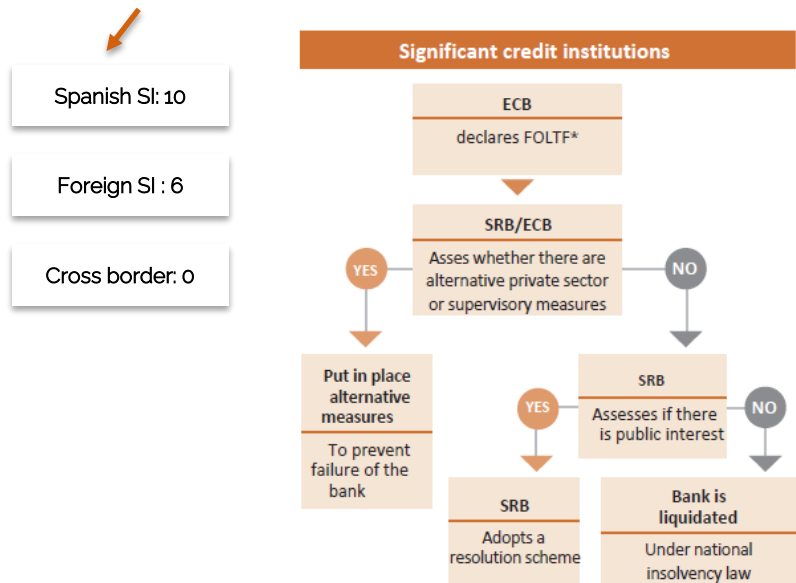 Spanish SI: 10
Foreign SI : 6
Cross border: 0
Significant credit institutions
ECB
declares FOLTF*
SRB/ECB
Asses whether there are
alternative private sector
or supervisory measures
YES
NO
Put in place
alternative
measures
To prevent
failure of the
bank
SRB
Assesses if there
is public interest
YES
NO
SRB
Adopts a
resolution scheme
Bank is
liquidated
Under national
insolvency law